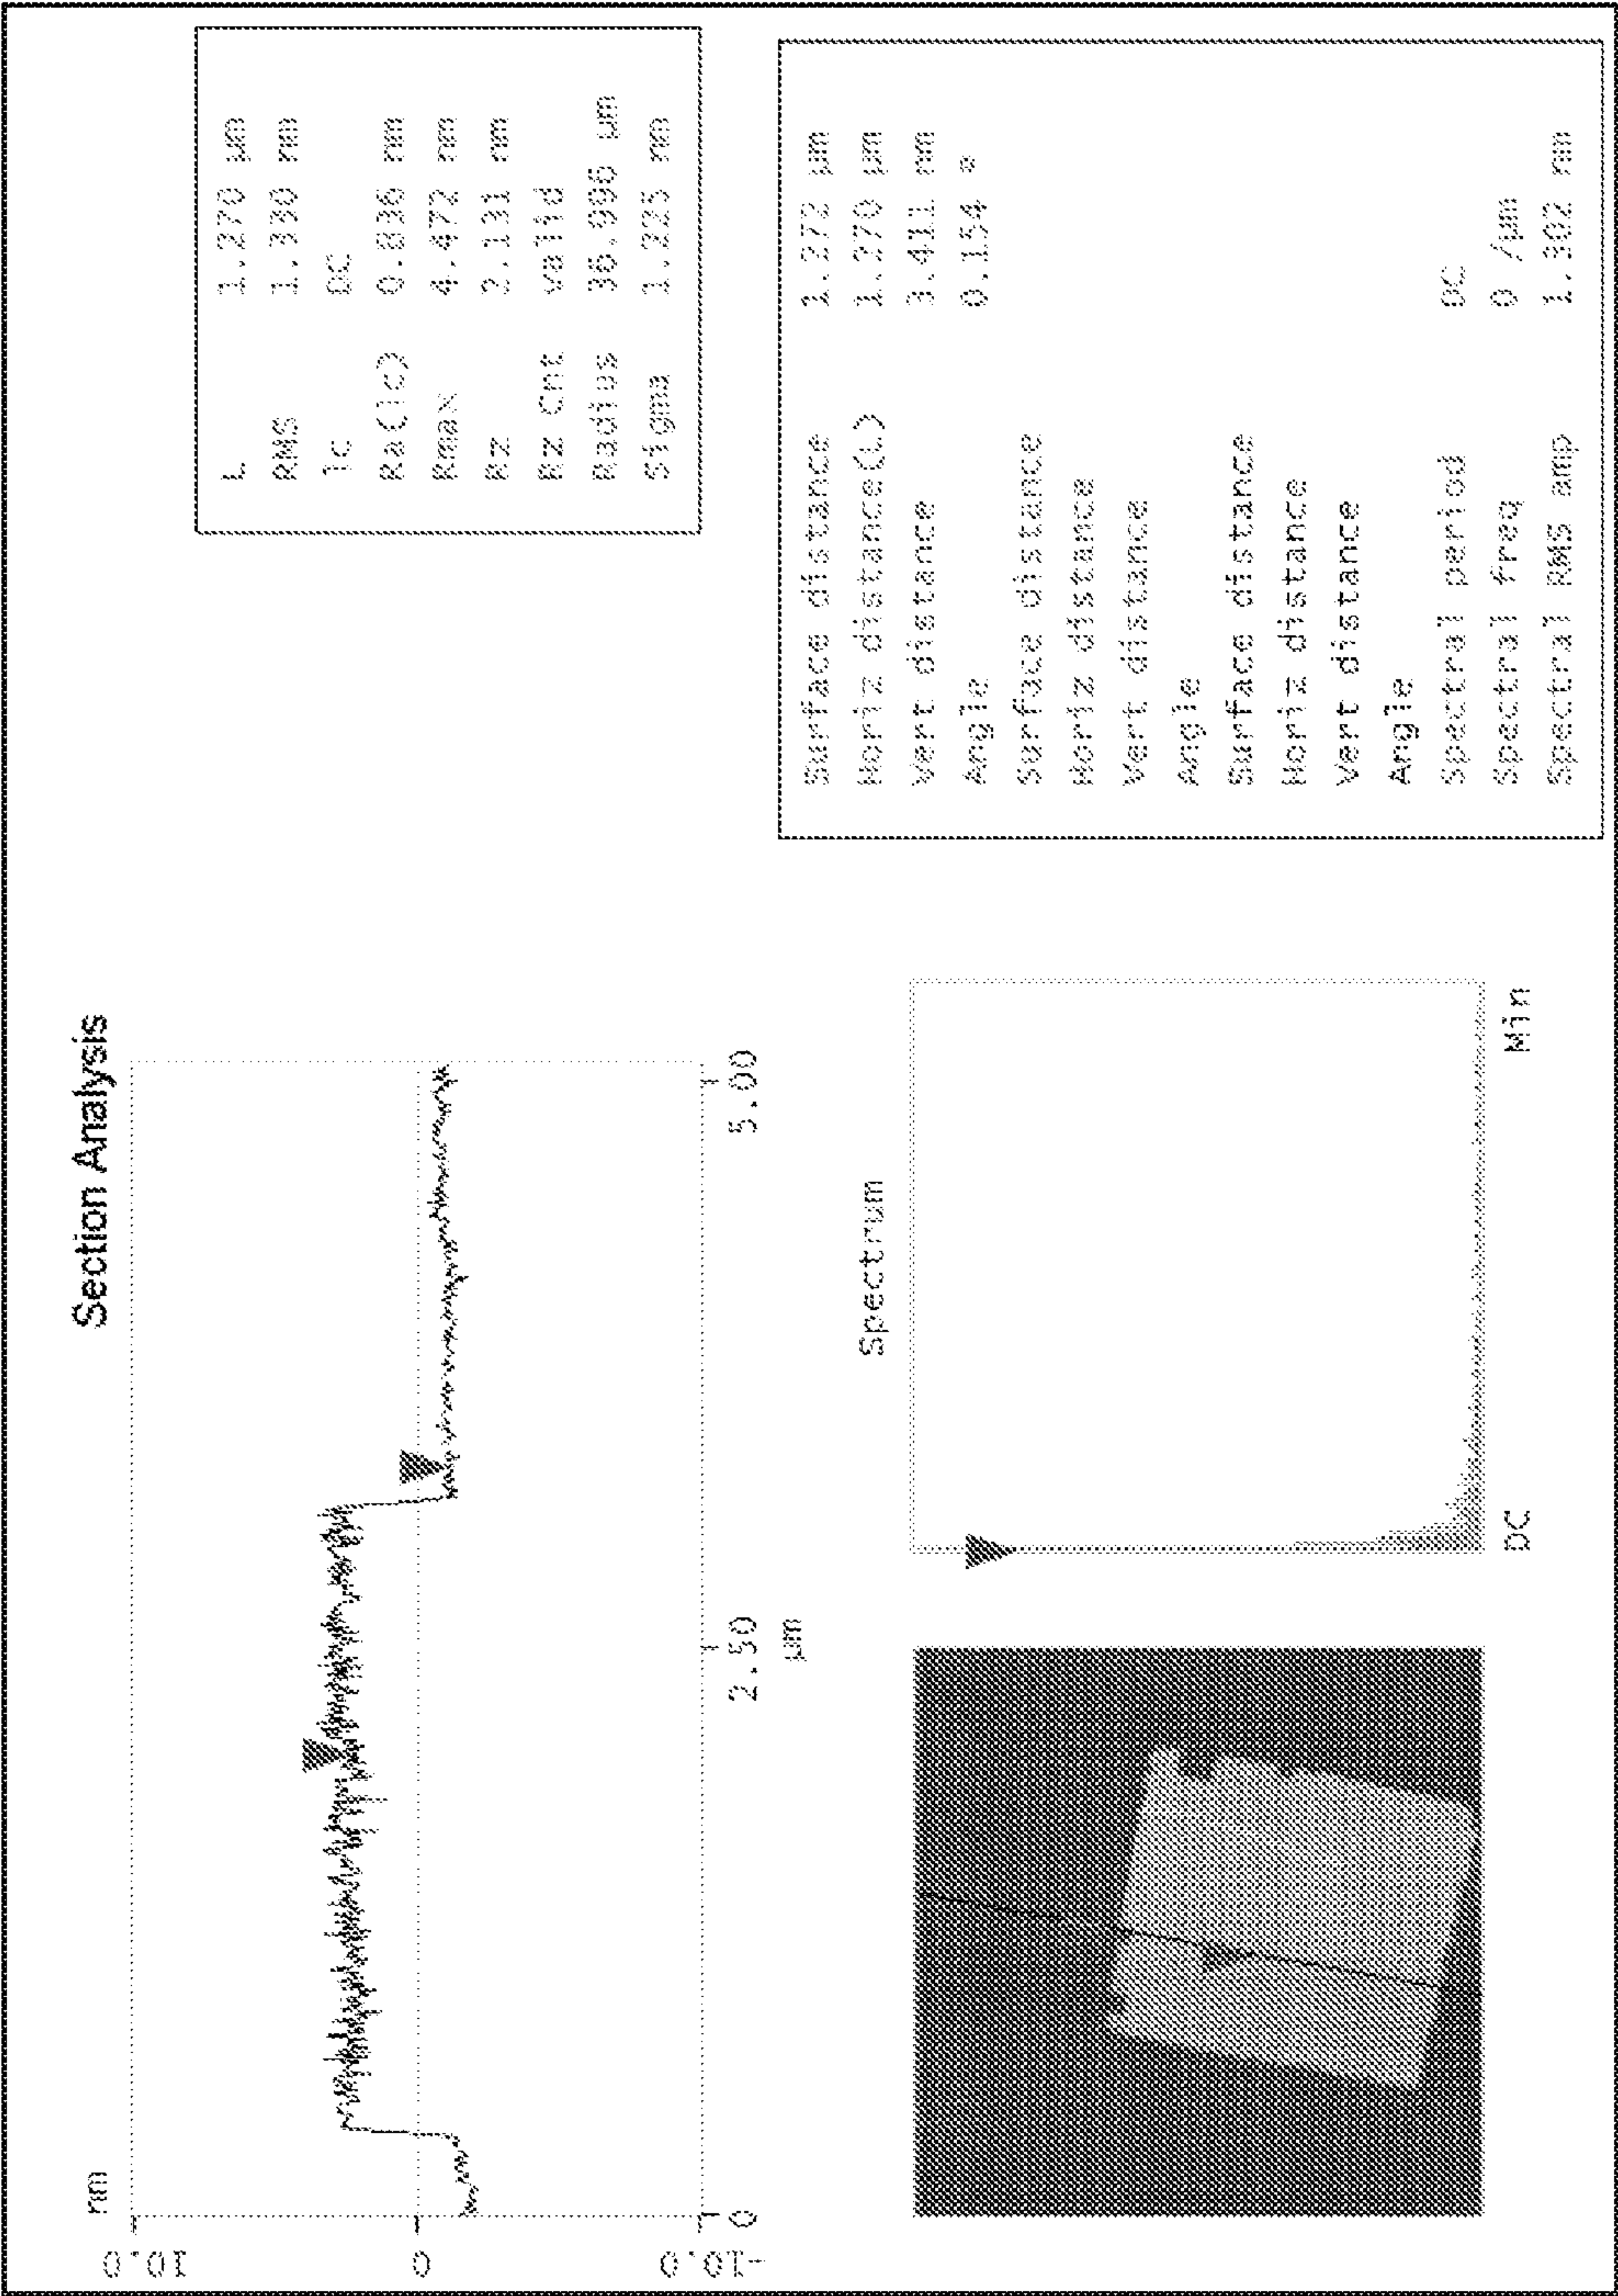 Section Analysis
nm
10.0
0
-10.0
0
2.50
5.00
µm
L 1.270 µm
RMS 1.330 nm
lc DC
Ra(lc) 0.836 nm
Rmax 4.472 nm
Rz 2.131 nm
Rz Cnt valid
Radius µm
Sigma 1.225 nm
Spectrum
DC
Min
Surface distance 1.272 µm
Horiz distance(L) 1.270 µm
Vert distance 3.411 nm
Angle 0.154 °
Surface distance
Horiz distance
Vert distance
Angle
Surface distance
Horiz distance
Vert distance
Angle
Spectral period DC
Spectral freq 0 /µm
Spectral RMS amp 1.302 nm